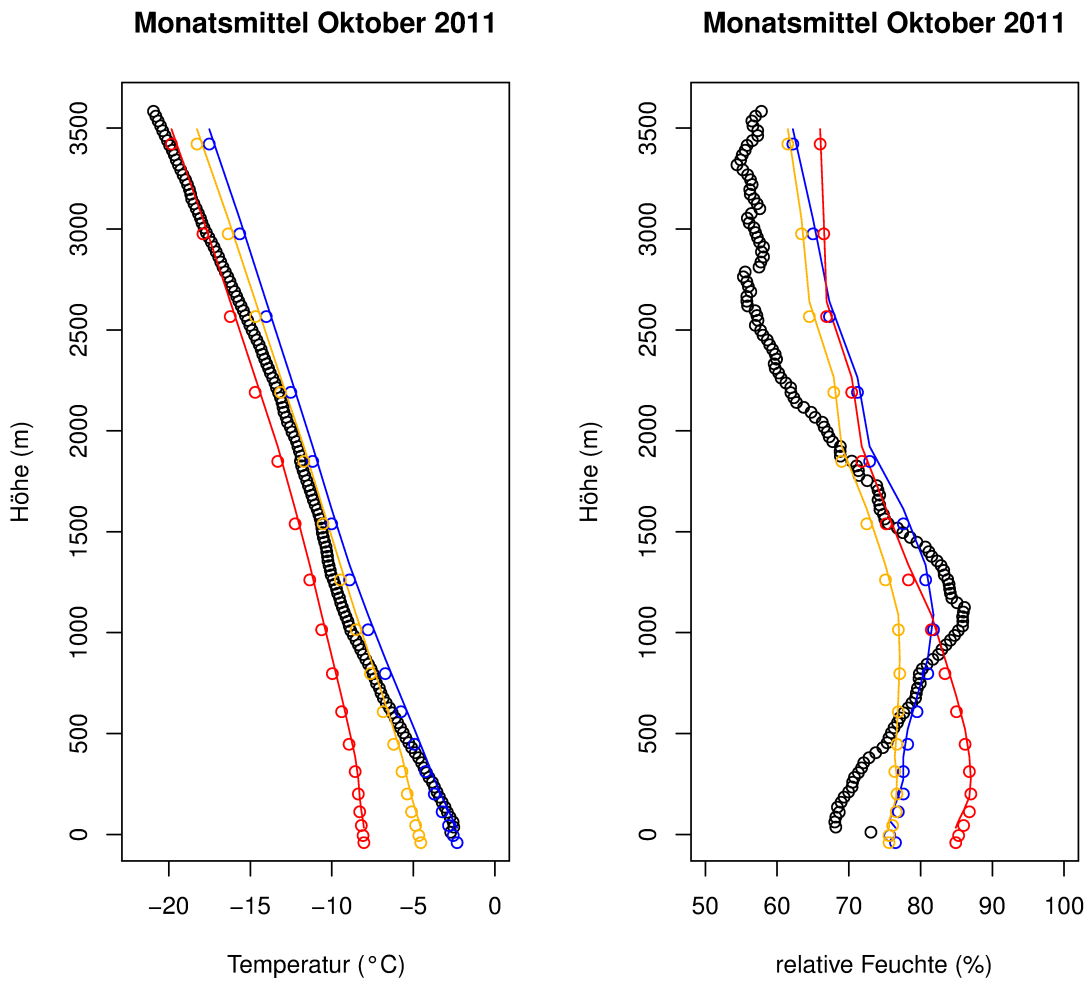 Monatsmittel Oktober 2011
Höhe (m)
3500
3000
2500
2000
1500
1000
500
0
−20 −15 −10 −5 0
Temperatur (°C)
Monatsmittel Oktober 2011
Höhe (m)
3500
3000
2500
2000
1500
1000
500
0
50 60 70 80 90 100
relative Feuchte (%)